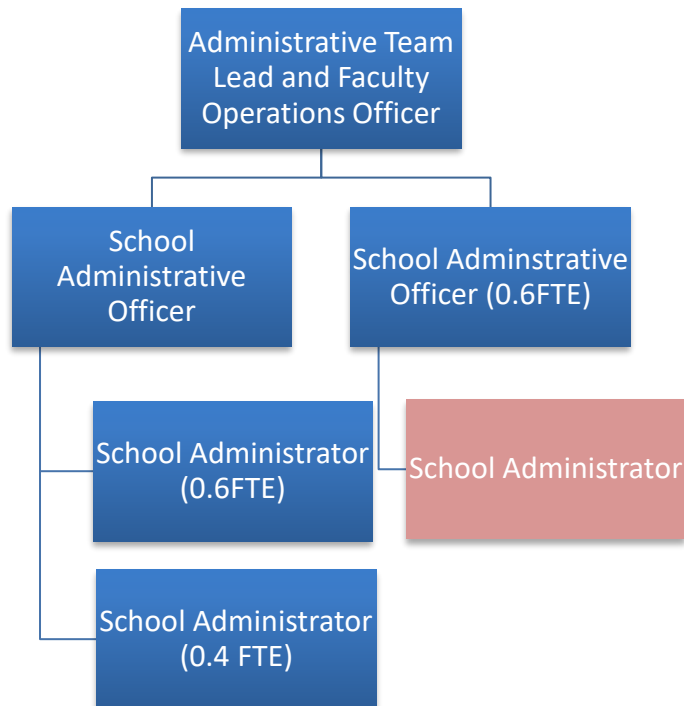 Administrative Team
Lead and Faculty
Operations Officer
School
Administrative
Officer
School Adminstrative
Officer (0.6FTE)
School Administrator
(0.6FTE)
School Administrator
School Administrator
(0.4 FTE)